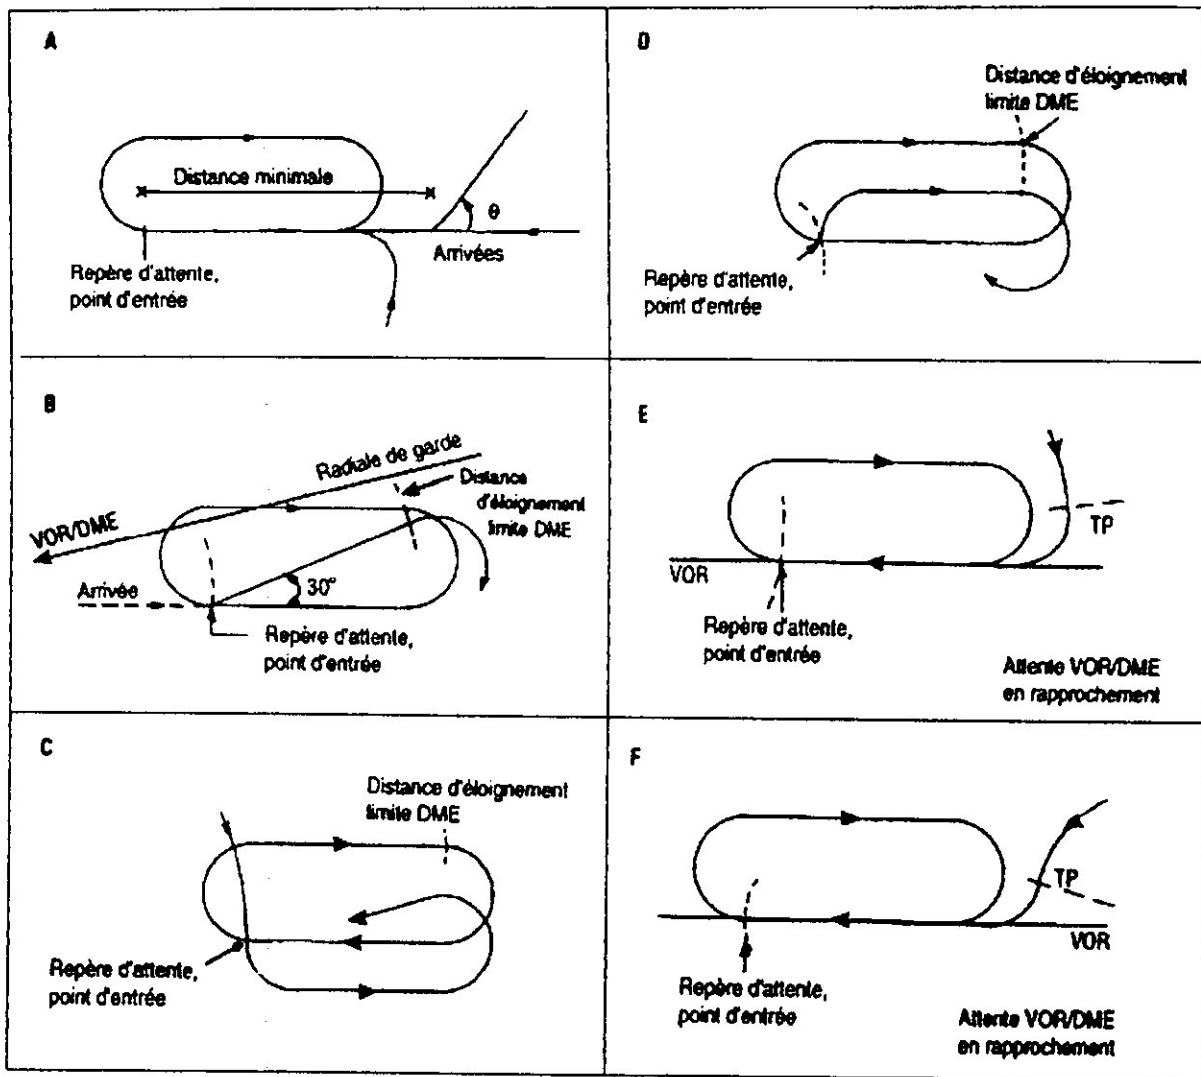 A
Distance minimale
θ
Arrivées
Repère d'attente,
point d'entrée
B
Radiale de garde
Distance
d'éloignement
limite DME
VOR/DME
Arrivée
30°
Repère d'attente,
point d'entrée
C
Distance d'éloignement
limite DME
Repère d'attente,
point d'entrée
D
Distance d'éloignement
limite DME
Repère d'attente,
point d'entrée
E
TP
VOR
Repère d'attente,
point d'entrée
Attente VOR/DME
en rapprochement
F
TP
VOR
Repère d'attente,
point d'entrée
Attente VOR/DME
en rapprochement